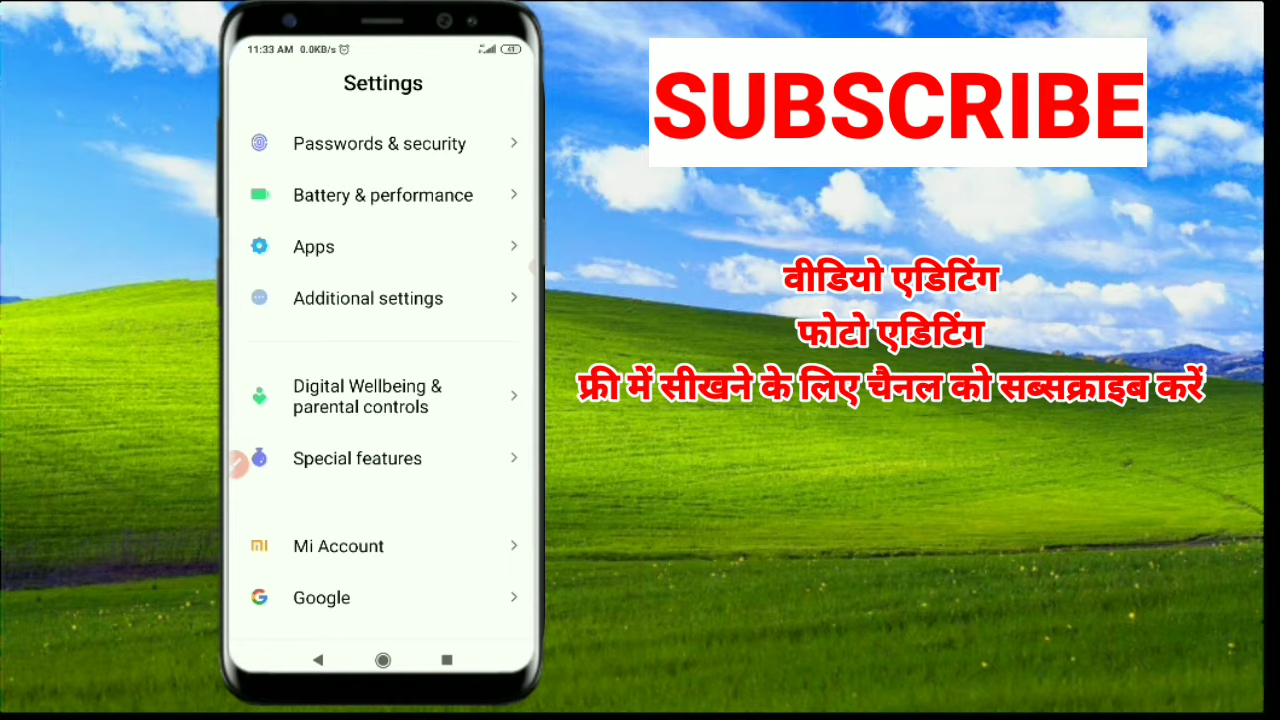 11:33 AM 0.0KB/s
41
Settings
Passwords & security
Battery & performance
Apps
Additional settings
Digital Wellbeing &
parental controls
Special features
Mi Account
Google
SUBSCRIBE
वीडियो एडिटिंग
फोटो एडिटिंग
फ्री में सीखने के लिए चैनल को सब्सक्राइब करें